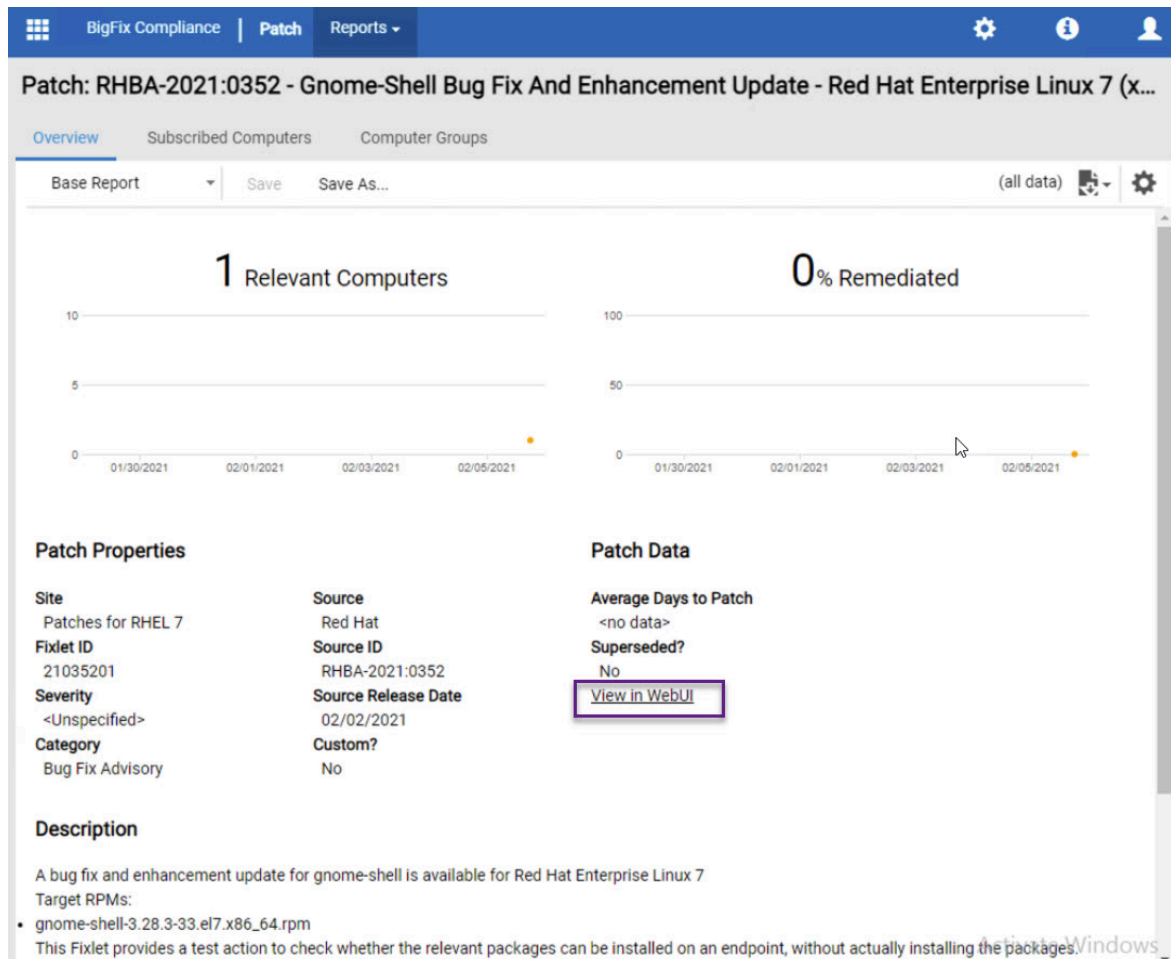 BigFix Compliance | Patch Reports
Patch: RHBA-2021:0352 - Gnome-Shell Bug Fix And Enhancement Update - Red Hat Enterprise Linux 7 (x...
Overview Subscribed Computers Computer Groups
Base Report Save Save As... (all data)
1 Relevant Computers
10
5
0
01/30/2021 02/01/2021 02/03/2021 02/05/2021
0% Remediated
100
50
0
01/30/2021 02/01/2021 02/03/2021 02/05/2021
Patch Properties
Site
Patches for RHEL 7
Fixlet ID
21035201
Severity
<Unspecified>
Category
Bug Fix Advisory
Source
Red Hat
Source ID
RHBA-2021:0352
Source Release Date
02/02/2021
Custom?
No
Patch Data
Average Days to Patch
<no data>
Superseded?
No
View in WebUI
Description
A bug fix and enhancement update for gnome-shell is available for Red Hat Enterprise Linux 7
Target RPMs:
• gnome-shell-3.28.3-33.el7.x86_64.rpm
This Fixlet provides a test action to check whether the relevant packages can be installed on an endpoint, without actually installing the packages.
Activate Windows